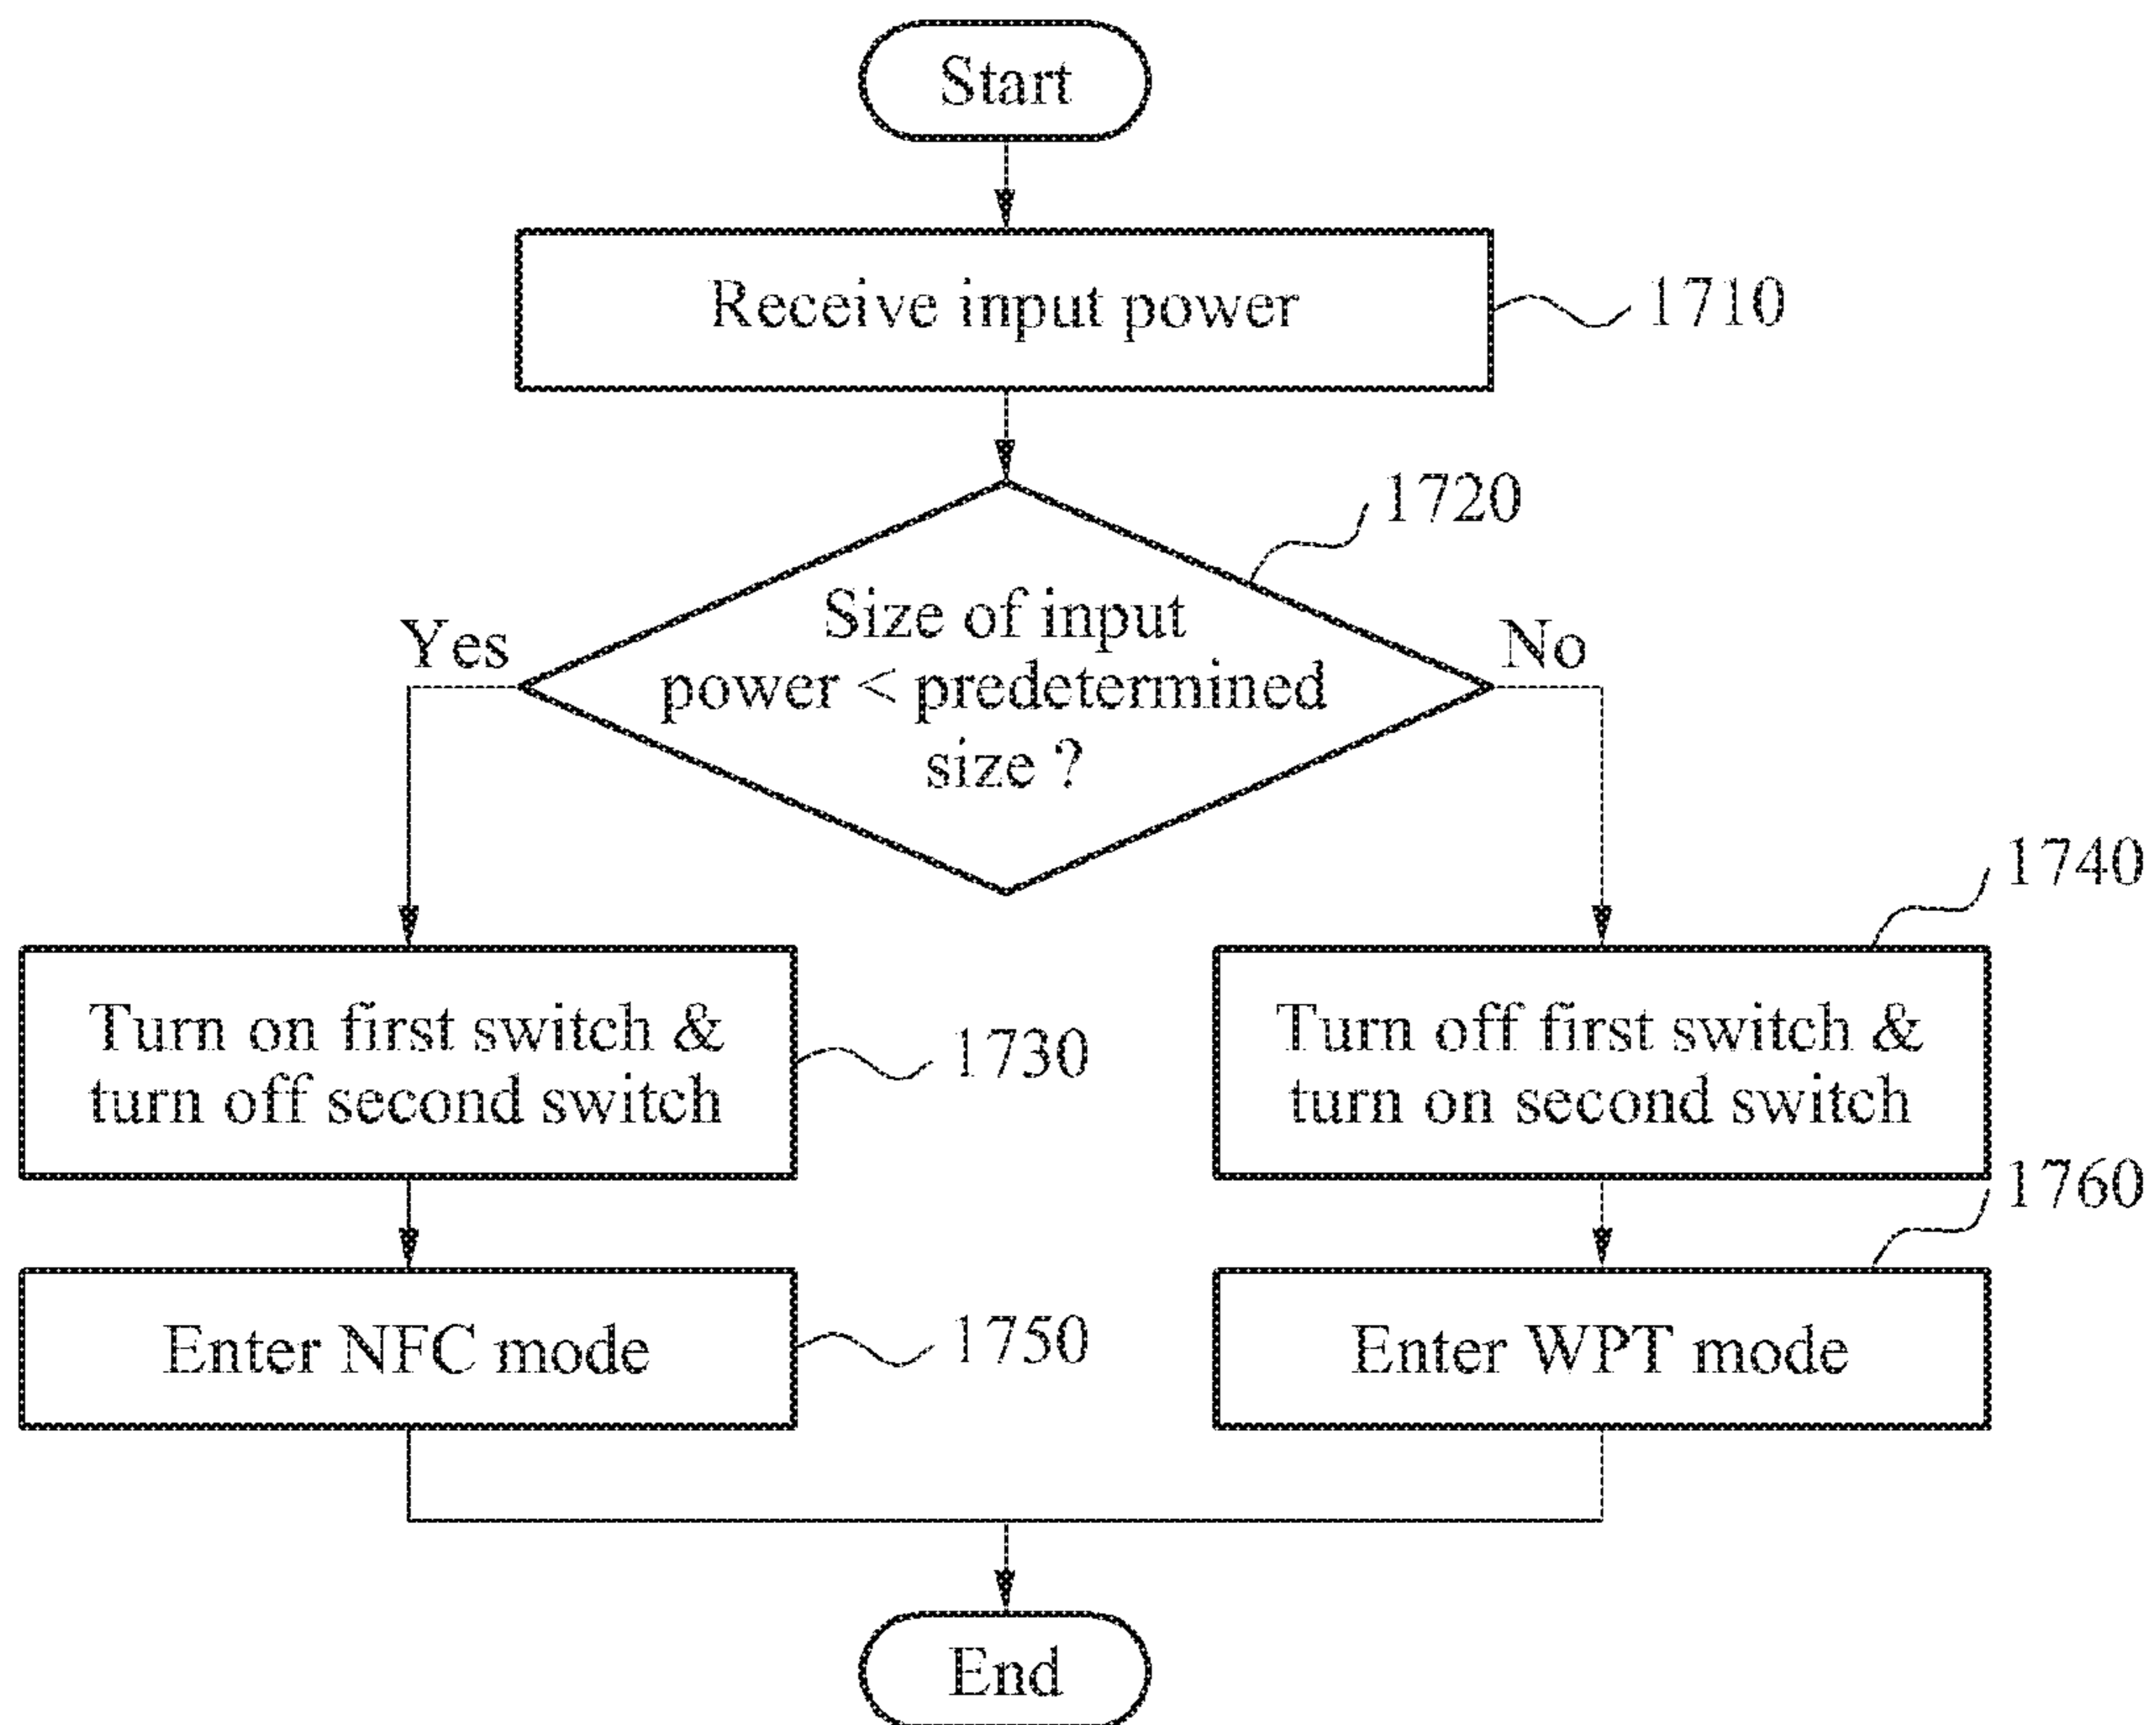 Start
Receive input power
1710
1720
Size of input
power < predetermined
size ?
Yes
No
1740
Turn on first switch &
turn off second switch
1730
Turn off first switch &
turn on second switch
1760
Enter NFC mode
1750
Enter WPT mode
End